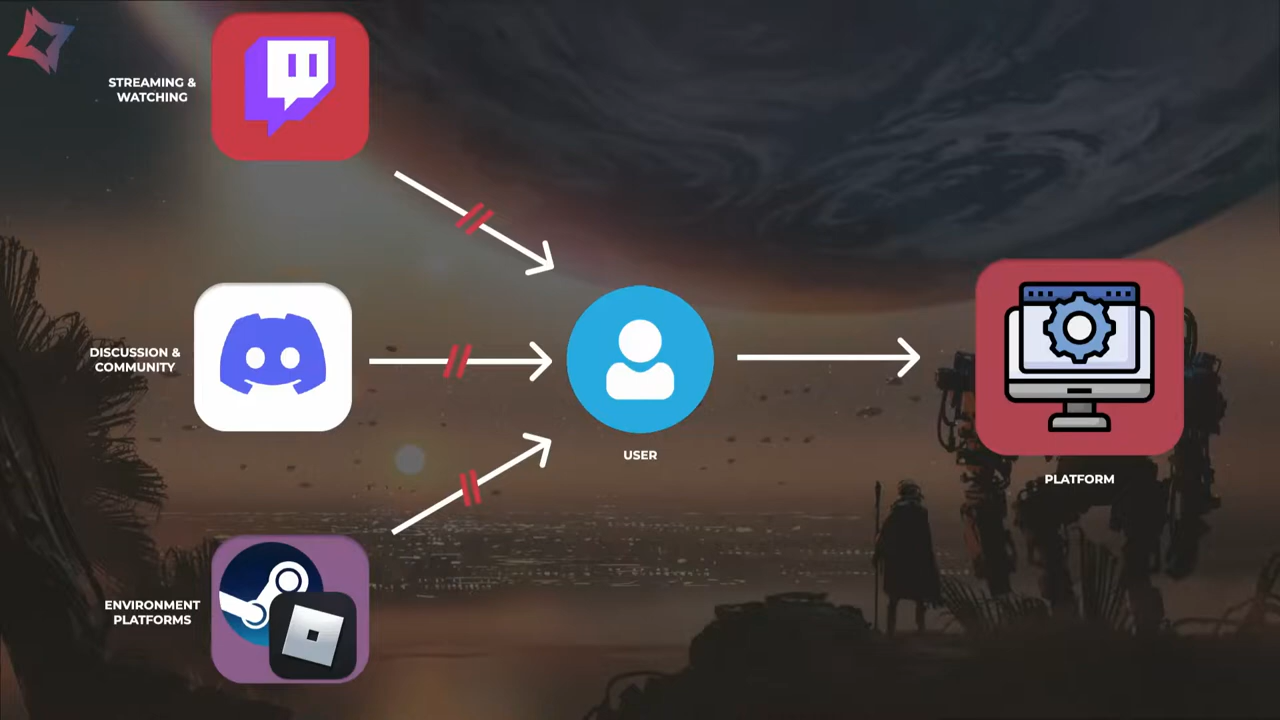 STREAMING &
WATCHING
DISCUSSION &
COMMUNITY
USER
PLATFORM
ENVIRONMENT
PLATFORMS